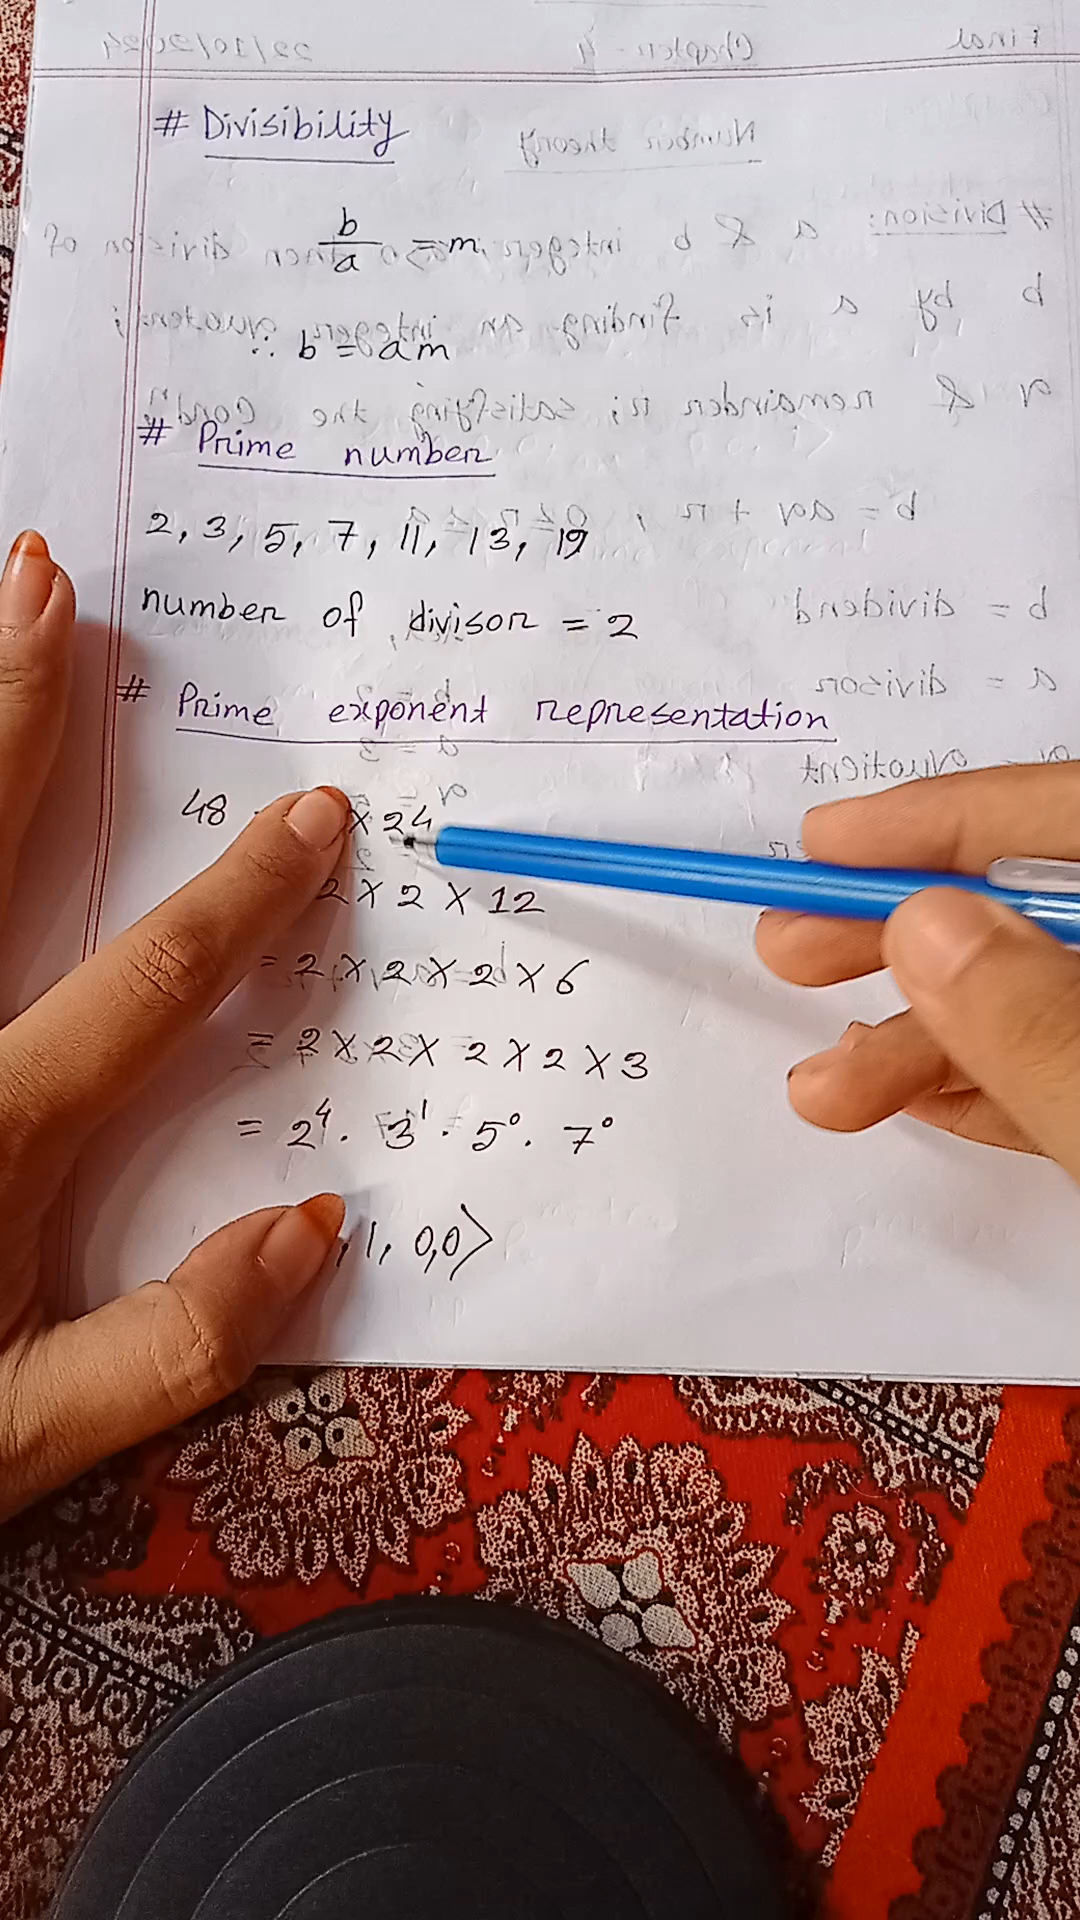 # Divisibility
b/a = m
∴ b = am
# Prime number
2, 3, 5, 7, 11, 13, 19
number of divisor = 2
# Prime exponent representation
48 × 24
2 × 2 × 12
= 2 × 2 × 2 × 6
= 2 × 2 × 2 × 2 × 3
= 2⁴ . 3¹ . 5⁰ . 7⁰
, 1, 0,0⟩